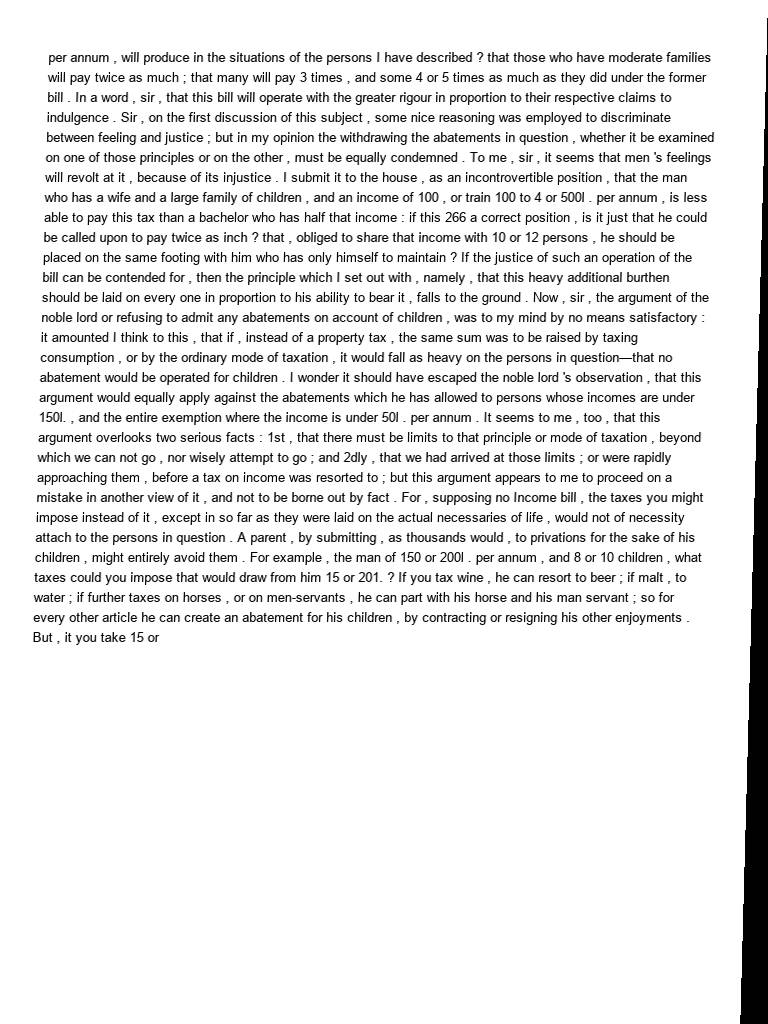 per annum , will produce in the situations of the persons I have described ? that those who have moderate families
will pay twice as much ; that many will pay 3 times , and some 4 or 5 times as much as they did under the former
bill . In a word , sir , that this bill will operate with the greater rigour in proportion to their respective claims to
indulgence . Sir , on the first discussion of this subject , some nice reasoning was employed to discriminate
between feeling and justice ; but in my opinion the withdrawing the abatements in question , whether it be examined
on one of those principles or on the other , must be equally condemned . To me , sir , it seems that men 's feelings
will revolt at it , because of its injustice . I submit it to the house , as an incontrovertible position , that the man
who has a wife and a large family of children , and an income of 100 , or train 100 to 4 or 500l . per annum , is less
able to pay this tax than a bachelor who has half that income : if this 266 a correct position , is it just that he could
be called upon to pay twice as inch ? that , obliged to share that income with 10 or 12 persons , he should be
placed on the same footing with him who has only himself to maintain ? If the justice of such an operation of the
bill can be contended for , then the principle which I set out with , namely , that this heavy additional burthen
should be laid on every one in proportion to his ability to bear it , falls to the ground . Now , sir , the argument of the
noble lord or refusing to admit any abatements on account of children , was to my mind by no means satisfactory :
it amounted I think to this , that if , instead of a property tax , the same sum was to be raised by taxing
consumption , or by the ordinary mode of taxation , it would fall as heavy on the persons in question—that no
abatement would be operated for children . I wonder it should have escaped the noble lord 's observation , that this
argument would equally apply against the abatements which he has allowed to persons whose incomes are under
150l. , and the entire exemption where the income is under 50l . per annum . It seems to me , too , that this
argument overlooks two serious facts : 1st , that there must be limits to that principle or mode of taxation , beyond
which we can not go , nor wisely attempt to go ; and 2dly , that we had arrived at those limits ; or were rapidly
approaching them , before a tax on income was resorted to ; but this argument appears to me to proceed on a
mistake in another view of it , and not to be borne out by fact . For , supposing no Income bill , the taxes you might
impose instead of it , except in so far as they were laid on the actual necessaries of life , would not of necessity
attach to the persons in question . A parent , by submitting , as thousands would , to privations for the sake of his
children , might entirely avoid them . For example , the man of 150 or 200l . per annum , and 8 or 10 children , what
taxes could you impose that would draw from him 15 or 201. ? If you tax wine , he can resort to beer ; if malt , to
water ; if further taxes on horses , or on men-servants , he can part with his horse and his man servant ; so for
every other article he can create an abatement for his children , by contracting or resigning his other enjoyments .
But , it you take 15 or